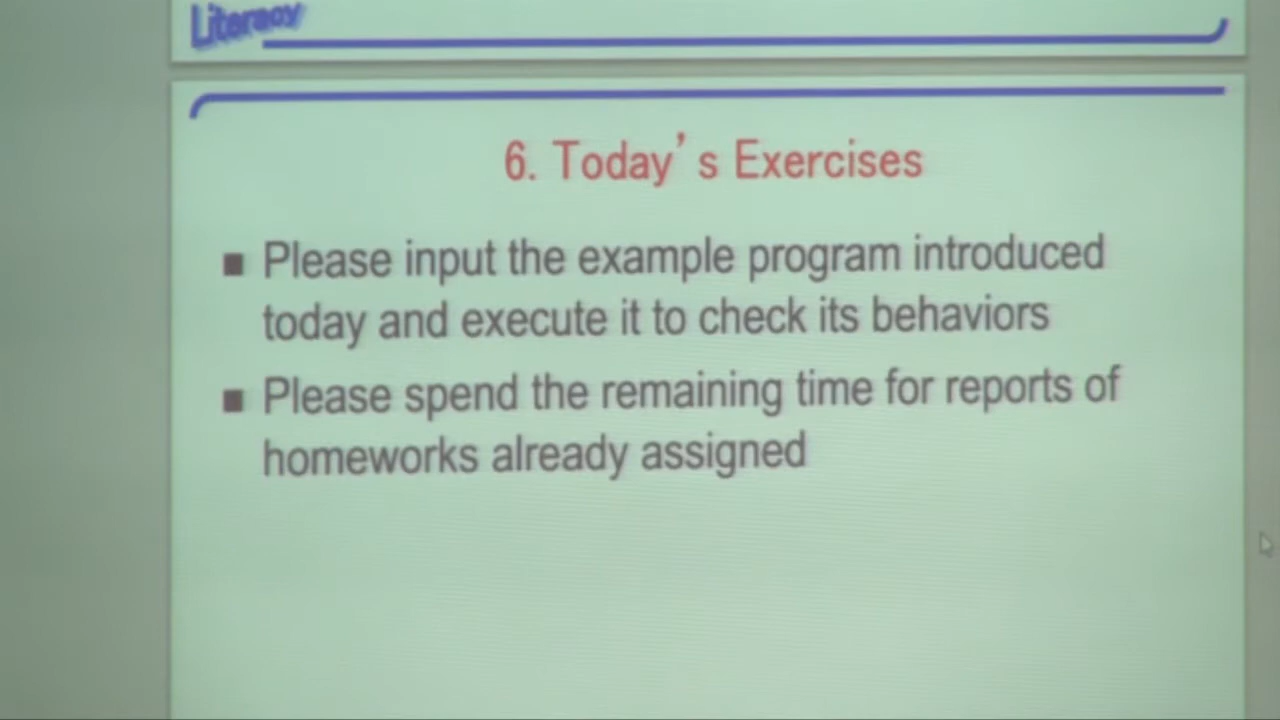 Literacy
6. Today's Exercises
■ Please input the example program introduced
today and execute it to check its behaviors
■ Please spend the remaining time for reports of
homeworks already assigned